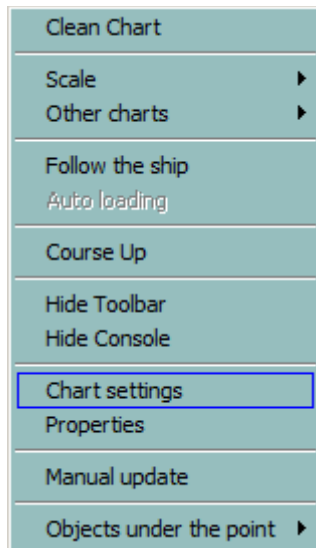 Clean Chart
Scale
Other charts
Follow the ship
Auto loading
Course Up
Hide Toolbar
Hide Console
Chart settings
Properties
Manual update
Objects under the point